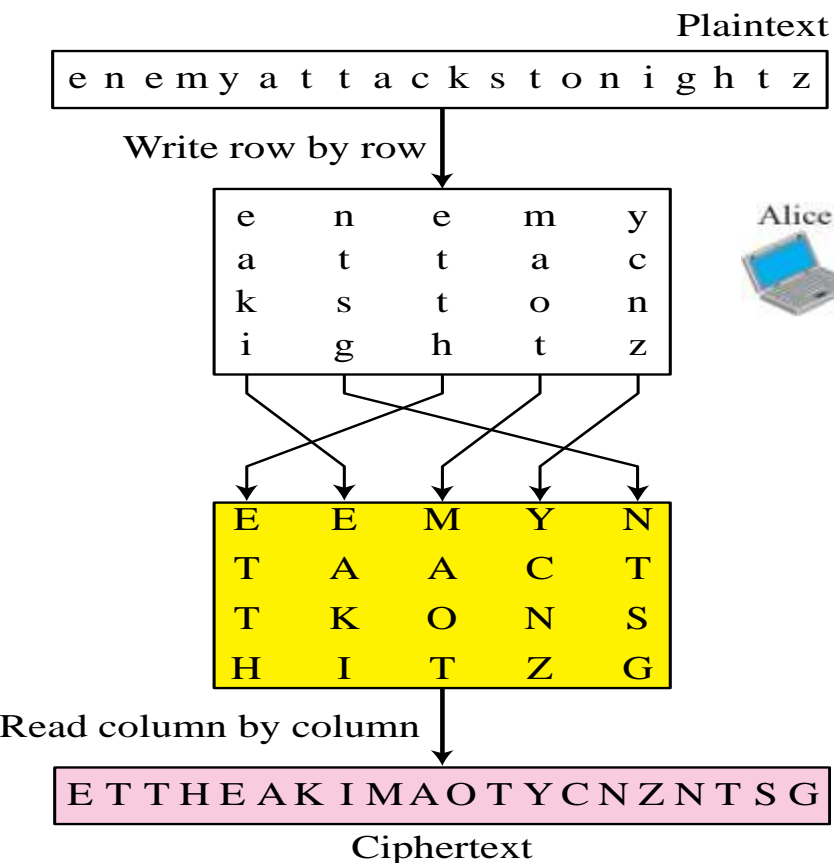 Plaintext
e n e m y a t t a c k s t o n i g h t z
Write row by row
e n e m y
Alice
a t t a c
k s t o n
i g h t z
E E M Y N
T A A C T
T K O N S
H I T Z G
Read column by column
E T T H E A K I M A O T Y C N Z N T S G
Ciphertext